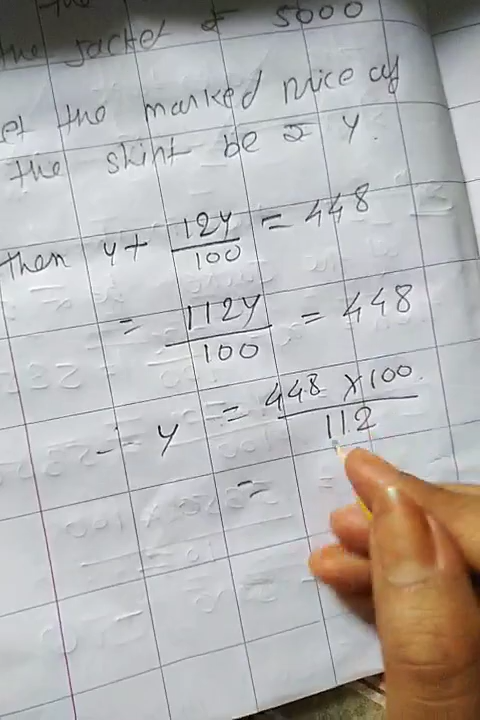 the jacket ₹ 5000
let the marked price of
the shirt be ₹ y.
then y + 12y/100 = 448
= 112y/100 = 448
∴ y = 448 × 100/112
=